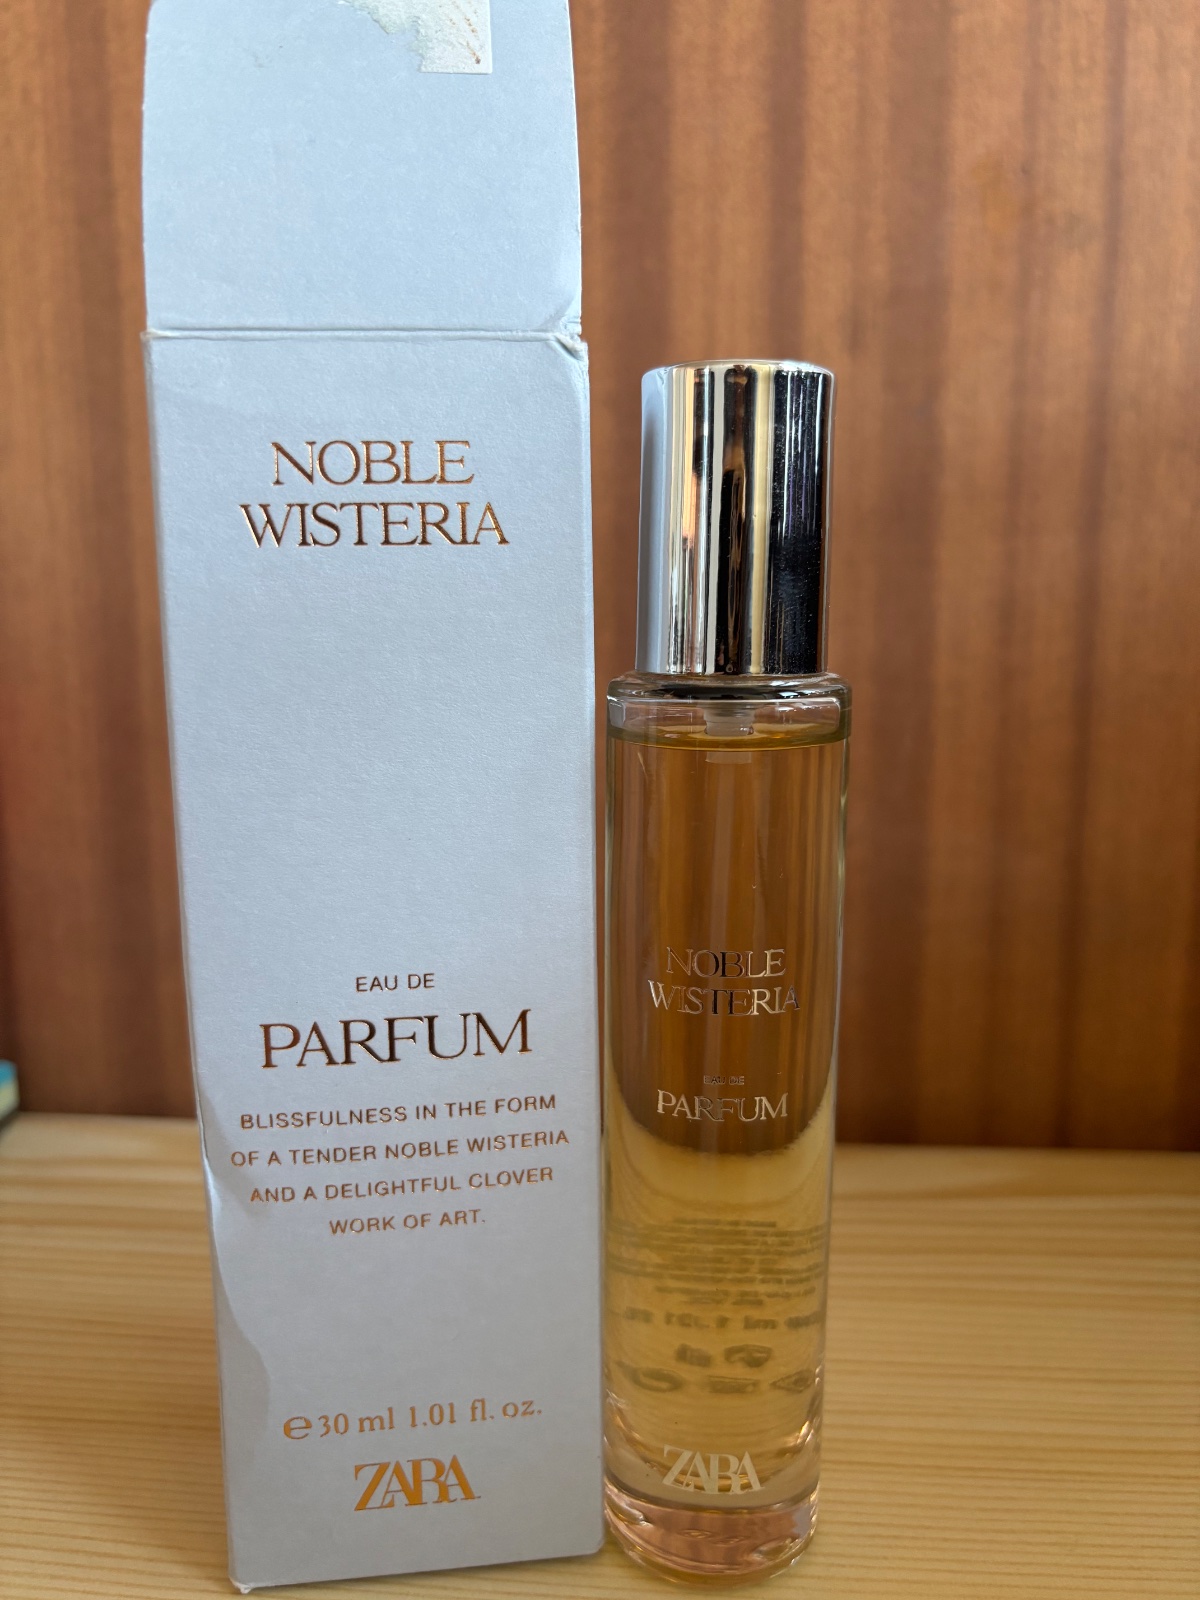 NOBLE
WISTERIA
EAU DE
PARFUM
BLISSFULNESS IN THE FORM
OF A TENDER NOBLE WISTERIA
AND A DELIGHTFUL CLOVER
WORK OF ART.
℮ 30 ml 1.01 fl. oz.
ZARA
NOBLE
WISTERIA
EAU DE
PARFUM
ZARA